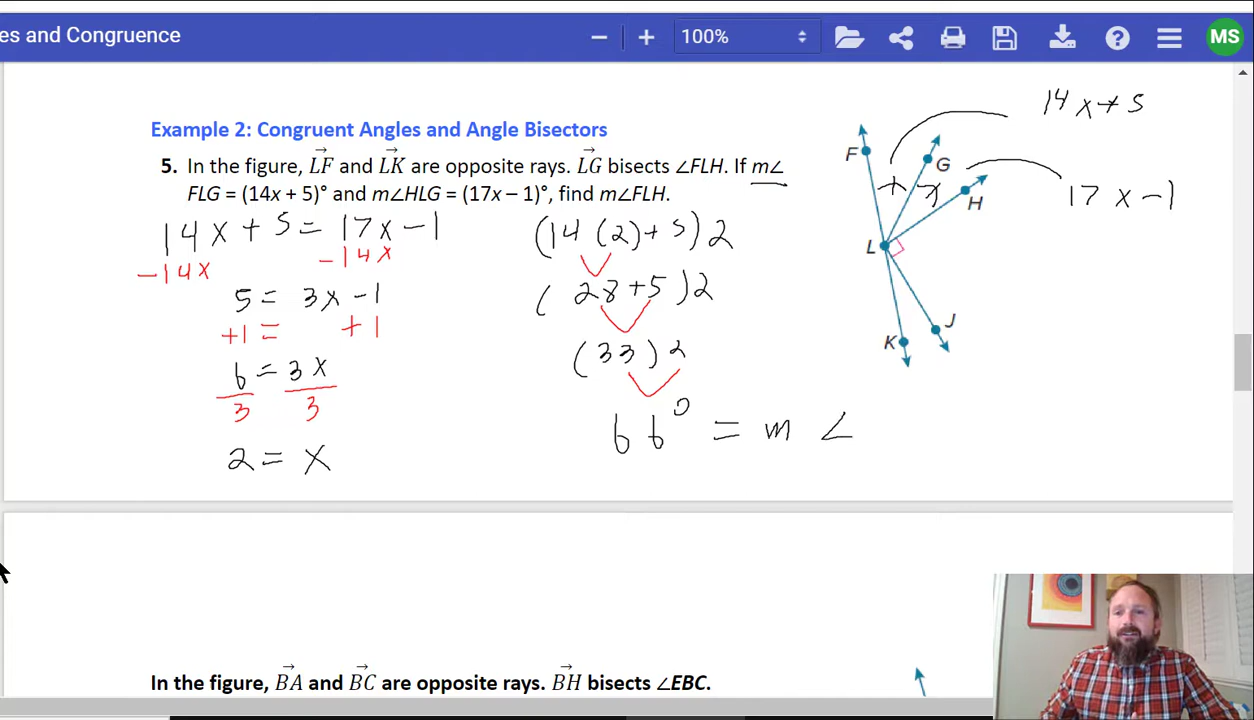 es and Congruence
100%
MS
Example 2: Congruent Angles and Angle Bisectors
5. In the figure, LF and LK are opposite rays. LG bisects ∠FLH. If m∠
FLG = (14x + 5)° and m∠HLG = (17x – 1)°, find m∠FLH.
14x + 5 = 17x - 1
-14x -14x
5 = 3x - 1
+1 = +1
6 = 3x
3 3
2 = x
(14 (2) + 5) 2
(28 + 5) 2
(33) 2
66° = m ∠
14x + 5
17x - 1
F
G
H
L
J
K
In the figure, BA and BC are opposite rays. BH bisects ∠EBC.